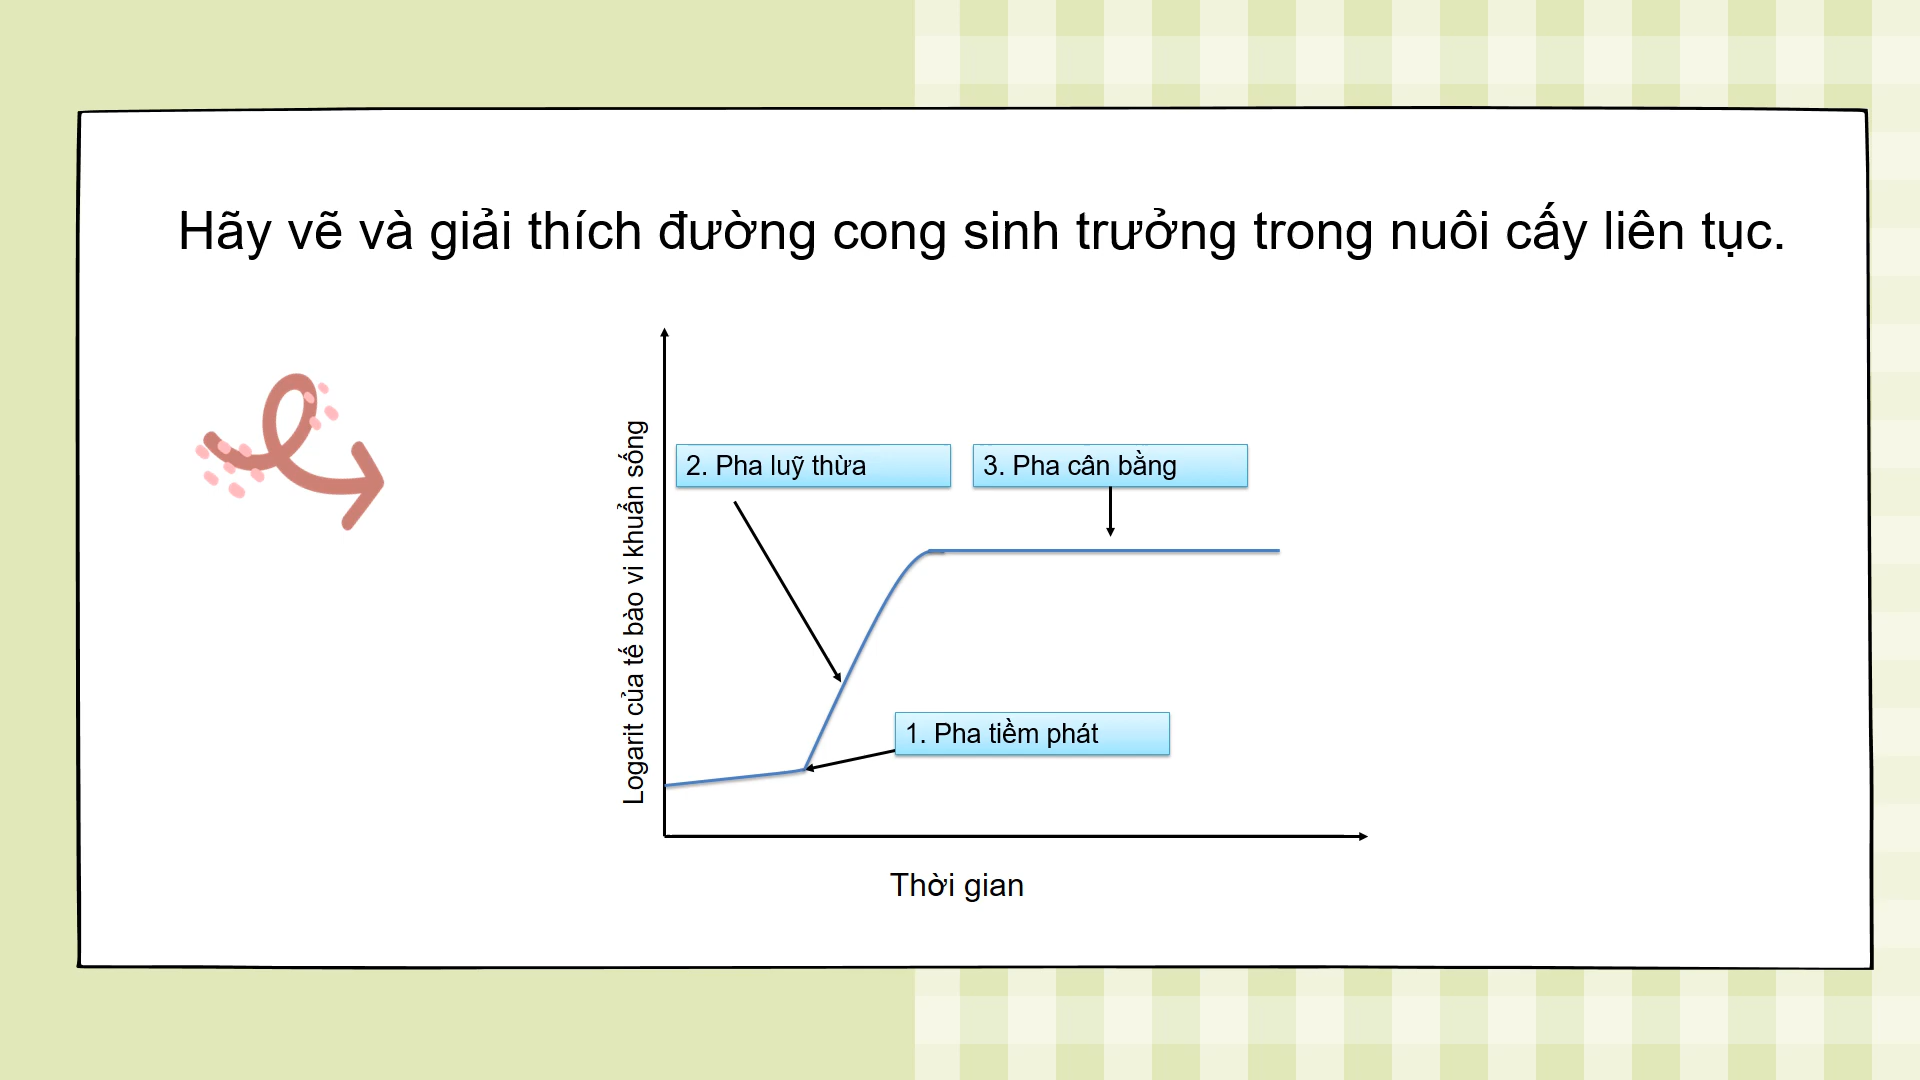 Hãy vẽ và giải thích đường cong sinh trưởng trong nuôi cấy liên tục.
Logarit của tế bào vi khuẩn sống
2. Pha luỹ thừa
3. Pha cân bằng
1. Pha tiềm phát
Thời gian